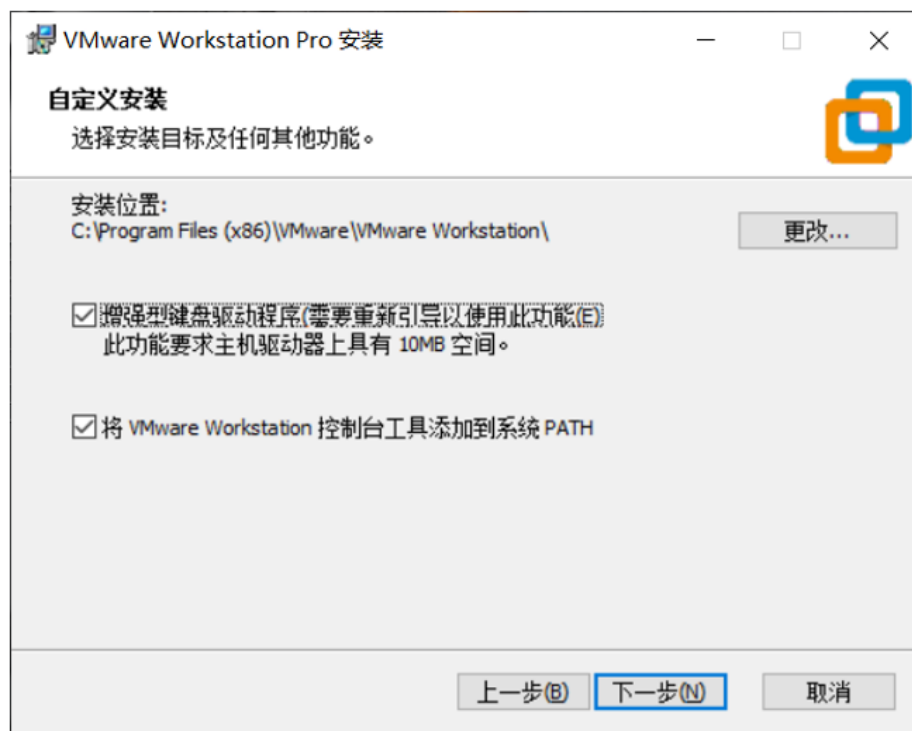 VMware Workstation Pro 安装
自定义安装
选择安装目标及任何其他功能。
安装位置:
C:\Program Files (x86)\VMware\VMware Workstation\
更改...
增强型键盘驱动程序(需要重新引导以使用此功能(E)
此功能要求主机驱动器上具有 10MB 空间。
将 VMware Workstation 控制台工具添加到系统 PATH
上一步(B)
下一步(N)
取消